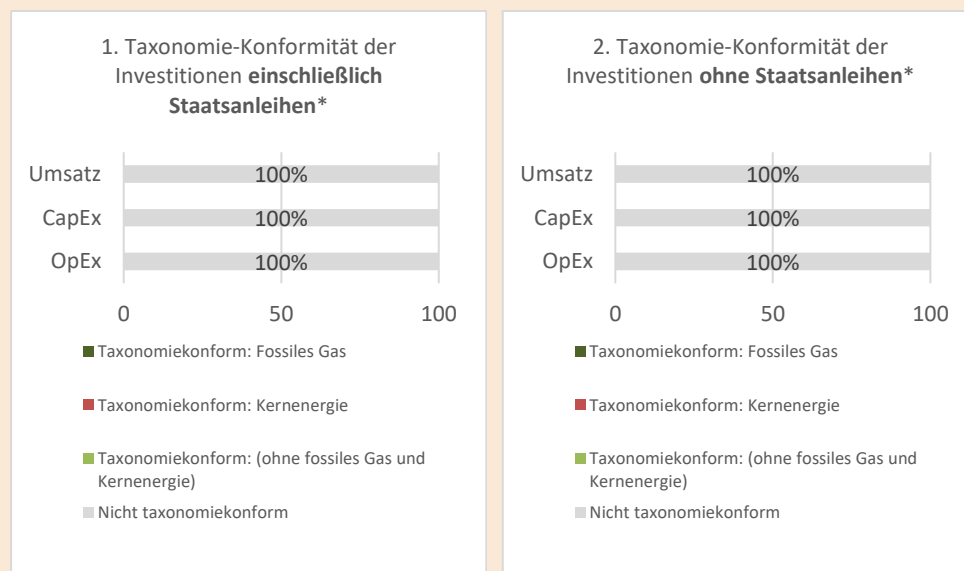 1. Taxonomie-Konformität der
Investitionen einschließlich
Staatsanleihen*
Umsatz
100%
CapEx
100%
OpEx
100%
0
50
100
Taxonomiekonform: Fossiles Gas
Taxonomiekonform: Kernenergie
Taxonomiekonform: (ohne fossiles Gas und
Kernenergie)
Nicht taxonomiekonform
2. Taxonomie-Konformität der
Investitionen ohne Staatsanleihen*
Umsatz
100%
CapEx
100%
OpEx
100%
0
50
100
Taxonomiekonform: Fossiles Gas
Taxonomiekonform: Kernenergie
Taxonomiekonform: (ohne fossiles Gas und
Kernenergie)
Nicht taxonomiekonform